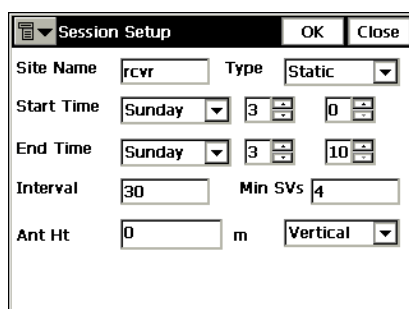 Session Setup OK Close
Site Name rcvr Type Static
Start Time Sunday 3 0
End Time Sunday 3 10
Interval 30 Min SVs 4
Ant Ht 0 m Vertical